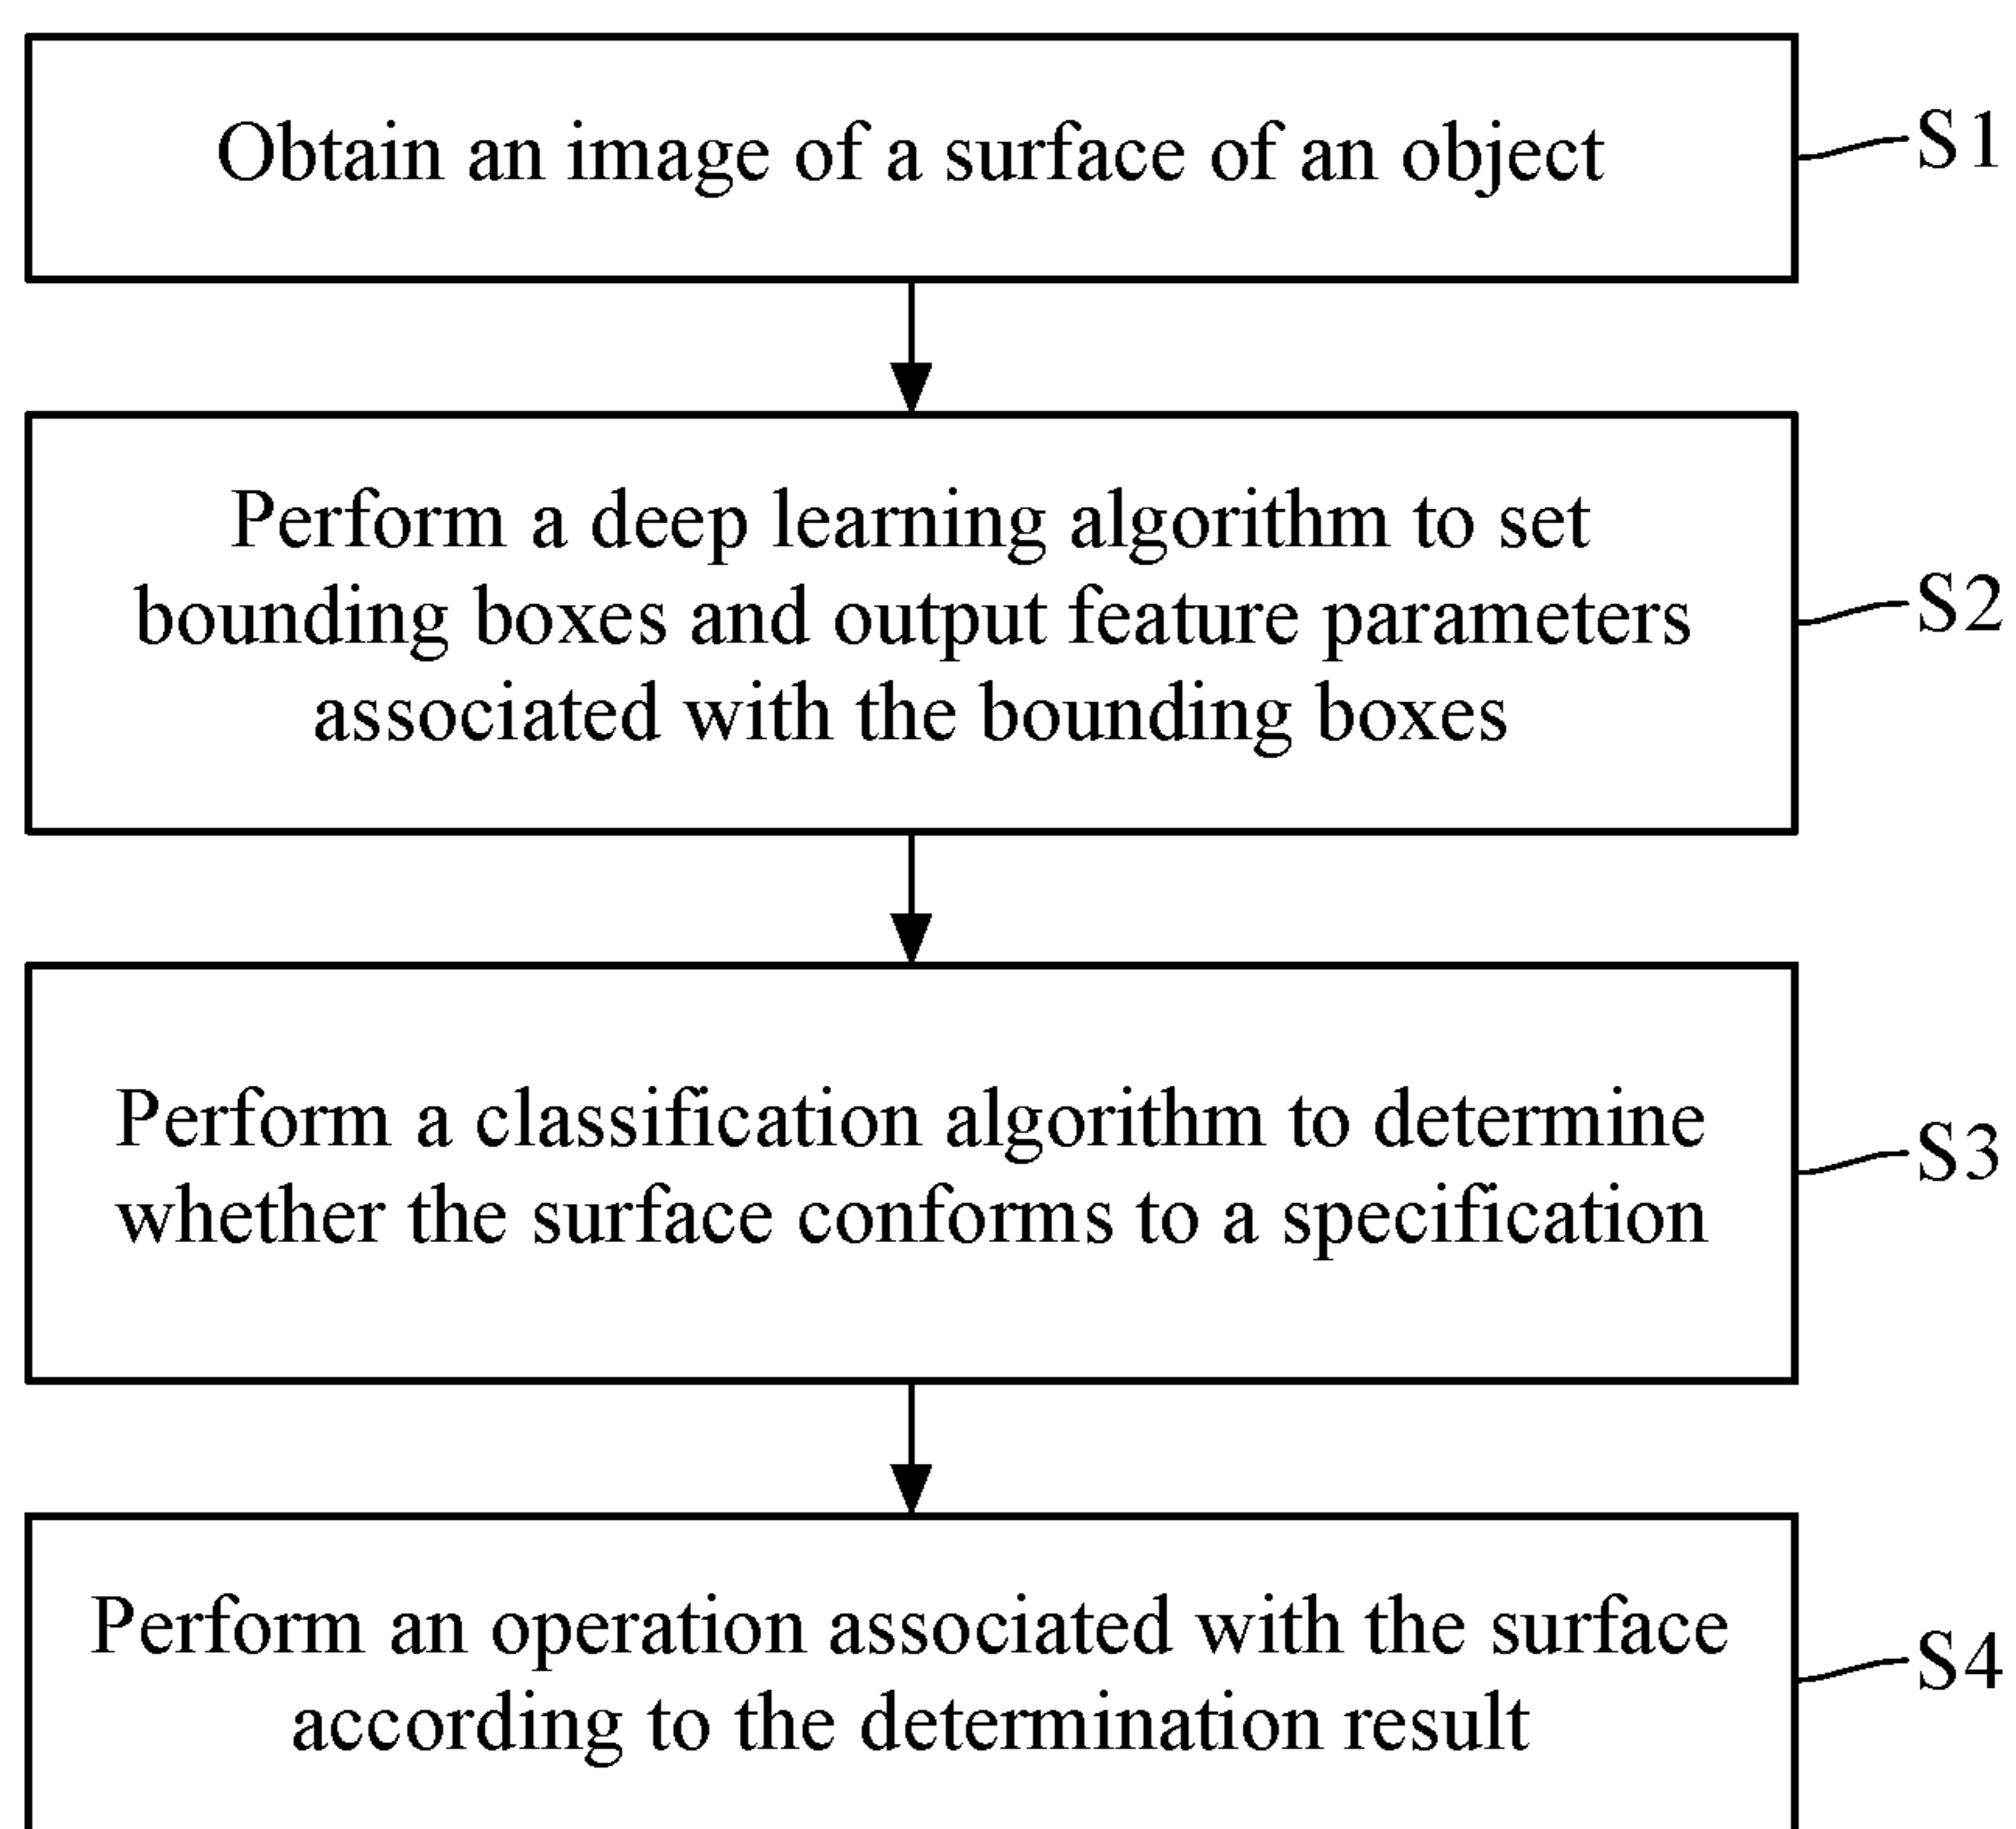 Obtain an image of a surface of an object
S1
Perform a deep learning algorithm to set
bounding boxes and output feature parameters
associated with the bounding boxes
S2
Perform a classification algorithm to determine
whether the surface conforms to a specification
S3
Perform an operation associated with the surface
according to the determination result
S4